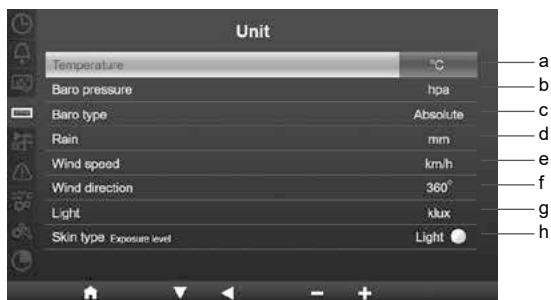 Unit
Temperature °C a
Baro pressure hpa b
Baro type Absolute c
Rain mm d
Wind speed km/h e
Wind direction 360° f
Light klux g
Skin type Exposure level Light h